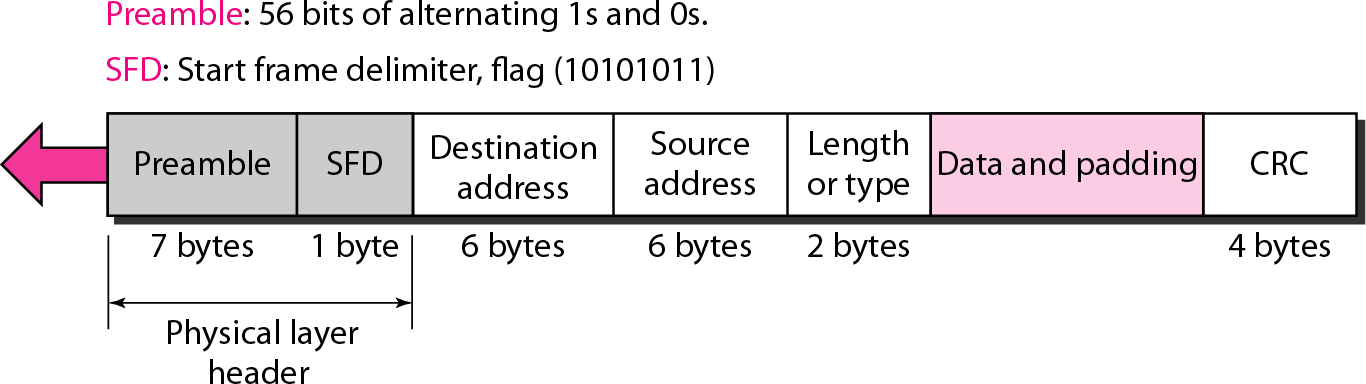 Preamble: 56 bits of alternating 1s and 0s.
SFD: Start frame delimiter, flag (10101011)
Preamble
SFD
Destination
address
Source
address
Length
or type
Data and padding
CRC
7 bytes
1 byte
6 bytes
6 bytes
2 bytes
4 bytes
Physical layer
header